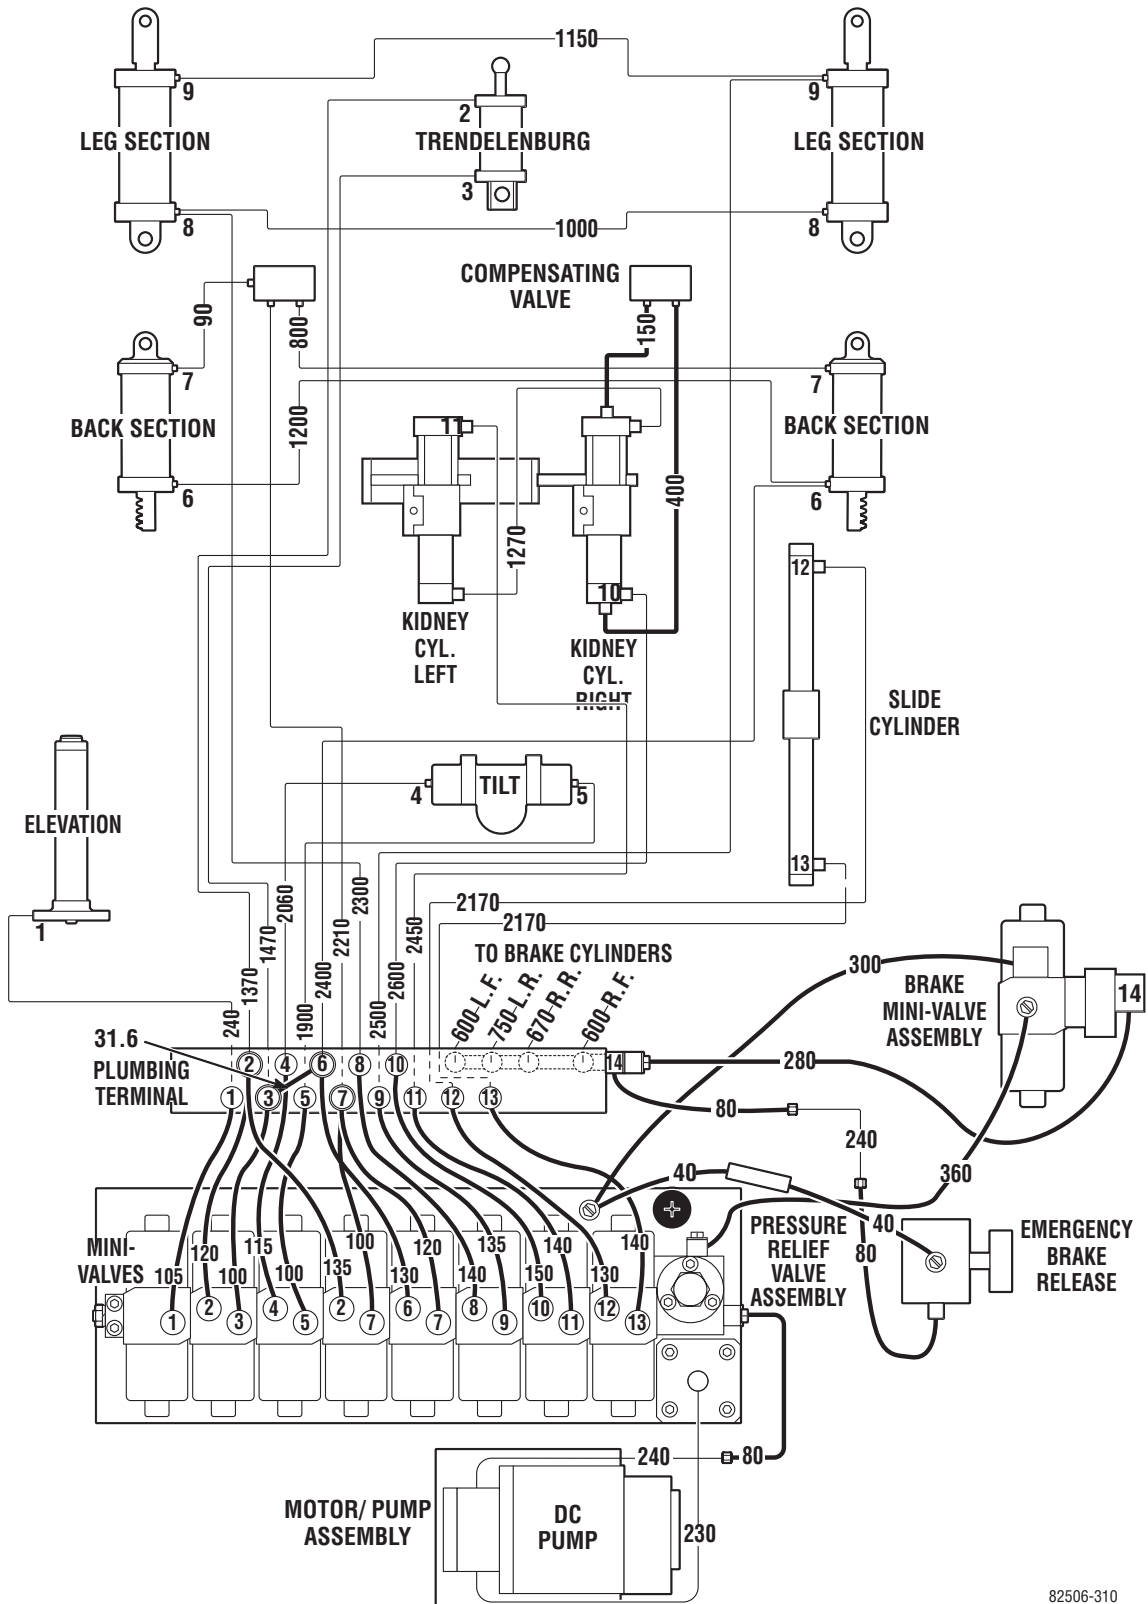 1150
9
9
2
LEG SECTION
TRENDELENBURG
LEG SECTION
3
8
8
1000
COMPENSATING
VALVE
90
800
150
7
7
1200
BACK SECTION
11
BACK SECTION
6
400
6
1270
12
10
KIDNEY
CYL.
LEFT
KIDNEY
CYL.
RIGHT
SLIDE
CYLINDER
4
TILT
5
ELEVATION
13
1
2060
2300
2170
2170
1470
2210
2450
1370
2400
2600
240
1900
2500
TO BRAKE CYLINDERS
600-L.F.
750-L.R.
670-R.R.
600-R.F.
300
BRAKE
MINI-VALVE
ASSEMBLY
14
31.6
PLUMBING
TERMINAL
2
4
6
8
10
14
280
1
3
5
7
9
11
12
13
80
240
40
360
MINI-
VALVES
105
120
100
115
100
135
100
130
120
140
135
150
140
130
140
PRESSURE
RELIEF
VALVE
ASSEMBLY
40
80
EMERGENCY
BRAKE
RELEASE
1
2
3
4
5
2
7
6
7
8
9
10
11
12
13
240
80
MOTOR/ PUMP
ASSEMBLY
DC
PUMP
230
82506-310